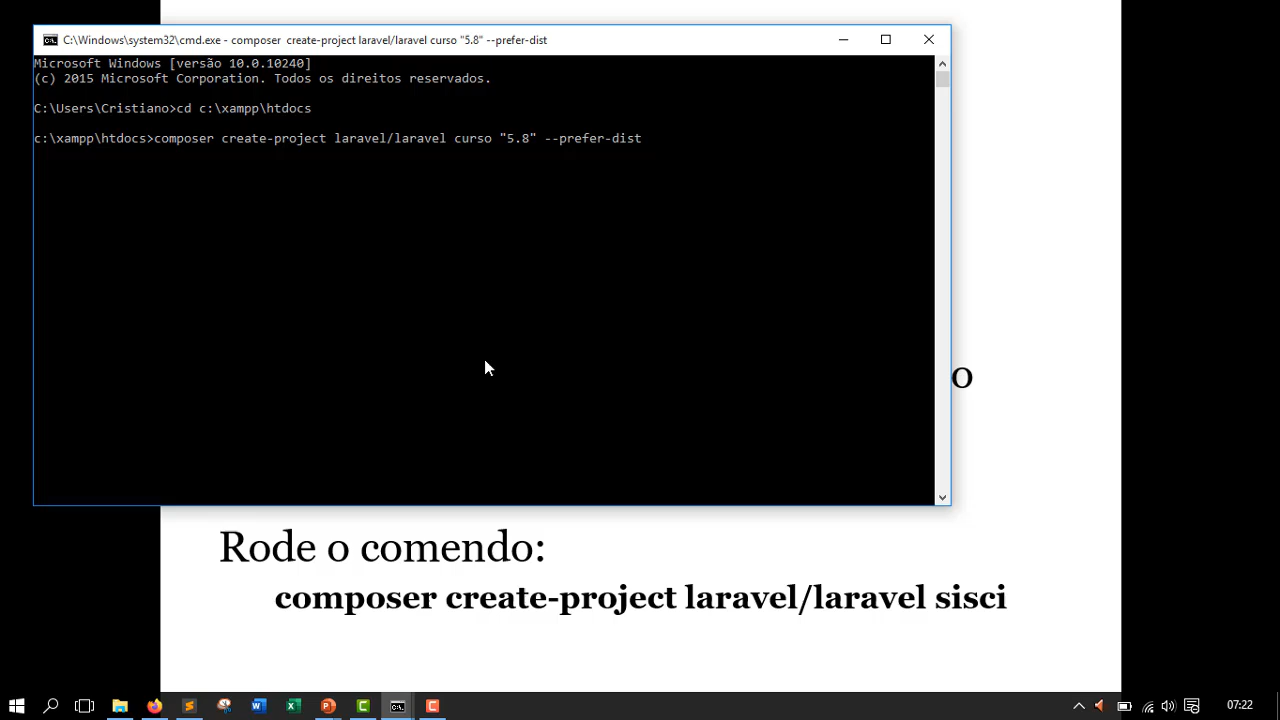 C:\Windows\system32\cmd.exe - composer  create-project laravel/laravel curso "5.8" --prefer-dist
Microsoft Windows [versão 10.0.10240]
(c) 2015 Microsoft Corporation. Todos os direitos reservados.
C:\Users\Cristiano>cd c:\xampp\htdocs
c:\xampp\htdocs>composer create-project laravel/laravel curso "5.8" --prefer-dist
o
Rode o comendo:
composer create-project laravel/laravel sisci
07:22